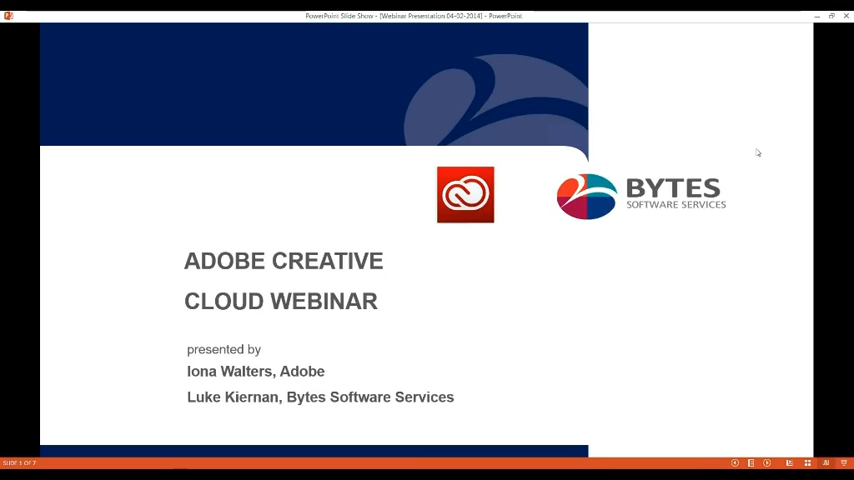 PowerPoint Slide Show - [Webinar Presentation 04-02-2014] - PowerPoint
BYTES
SOFTWARE SERVICES
ADOBE CREATIVE
CLOUD WEBINAR
presented by
Iona Walters, Adobe
Luke Kiernan, Bytes Software Services
SLIDE 1 OF 7